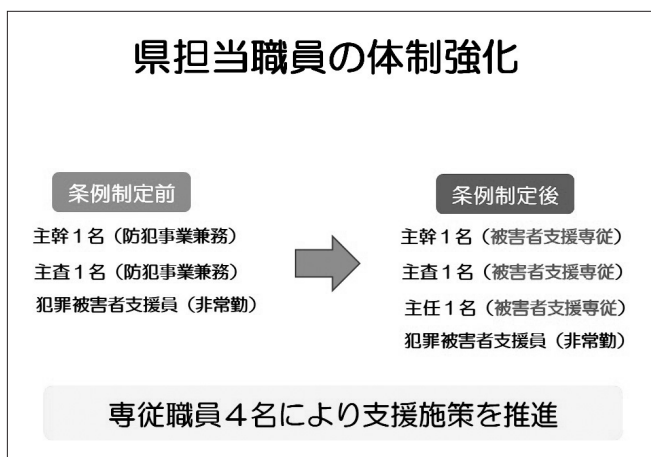 県担当職員の体制強化
条例制定前
主幹１名（防犯事業兼務）
主査１名（防犯事業兼務）
犯罪被害者支援員（非常勤）
条例制定後
主幹１名（被害者支援専従）
主査１名（被害者支援専従）
主任１名（被害者支援専従）
犯罪被害者支援員（非常勤）
専従職員４名により支援施策を推進